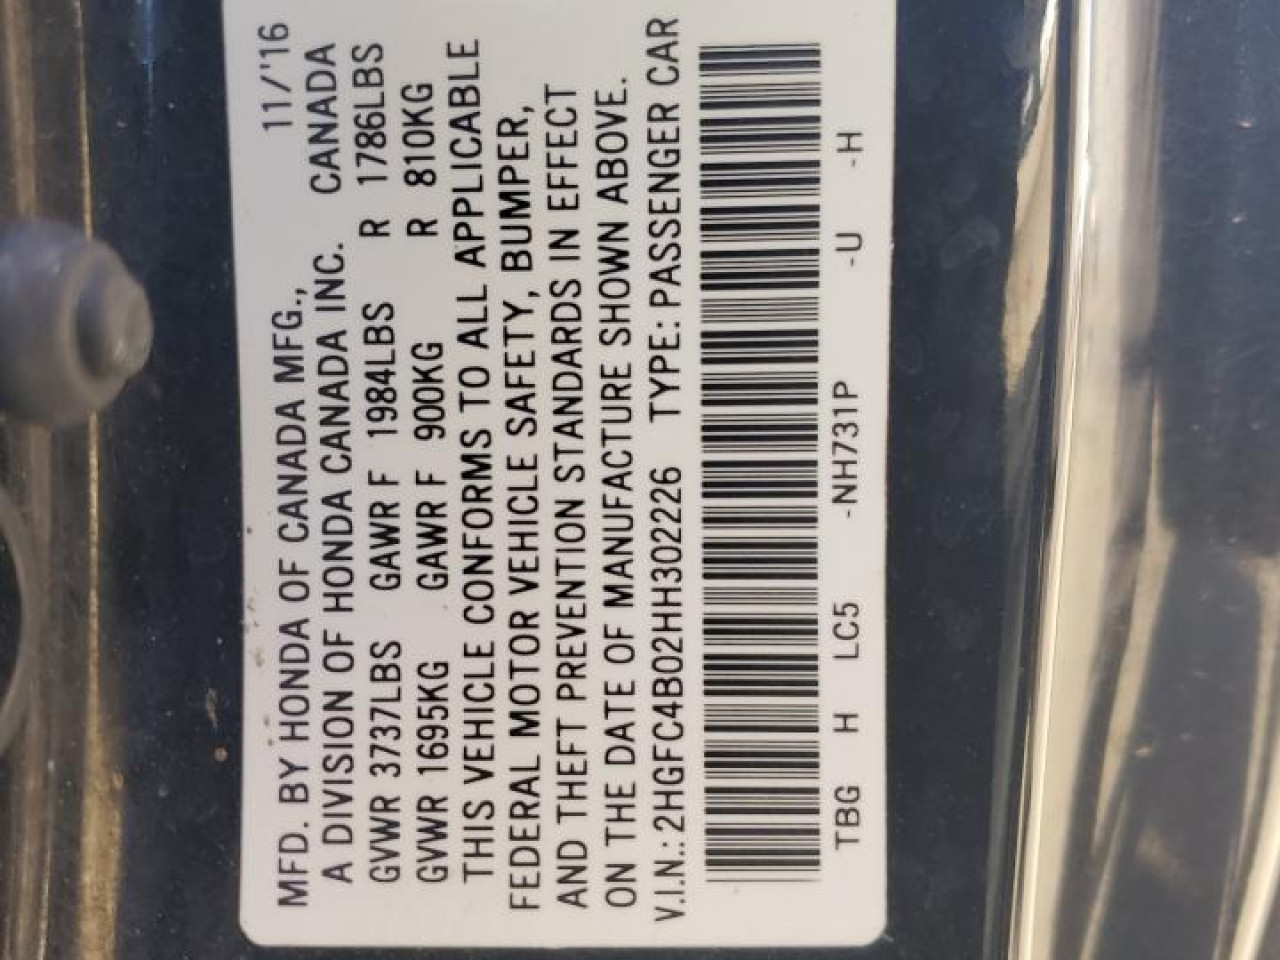 MFD. BY HONDA OF CANADA MFG., 11/'16
A DIVISION OF HONDA CANADA INC. CANADA
GVWR 3737LBS GAWR F 1984LBS R 1786LBS
GVWR 1695KG GAWR F 900KG R 810KG
THIS VEHICLE CONFORMS TO ALL APPLICABLE
FEDERAL MOTOR VEHICLE SAFETY, BUMPER,
AND THEFT PREVENTION STANDARDS IN EFFECT
ON THE DATE OF MANUFACTURE SHOWN ABOVE.
V.I.N.: 2HGFC4B02HH302226 TYPE: PASSENGER CAR
TBG H LC5 -NH731P -U -H